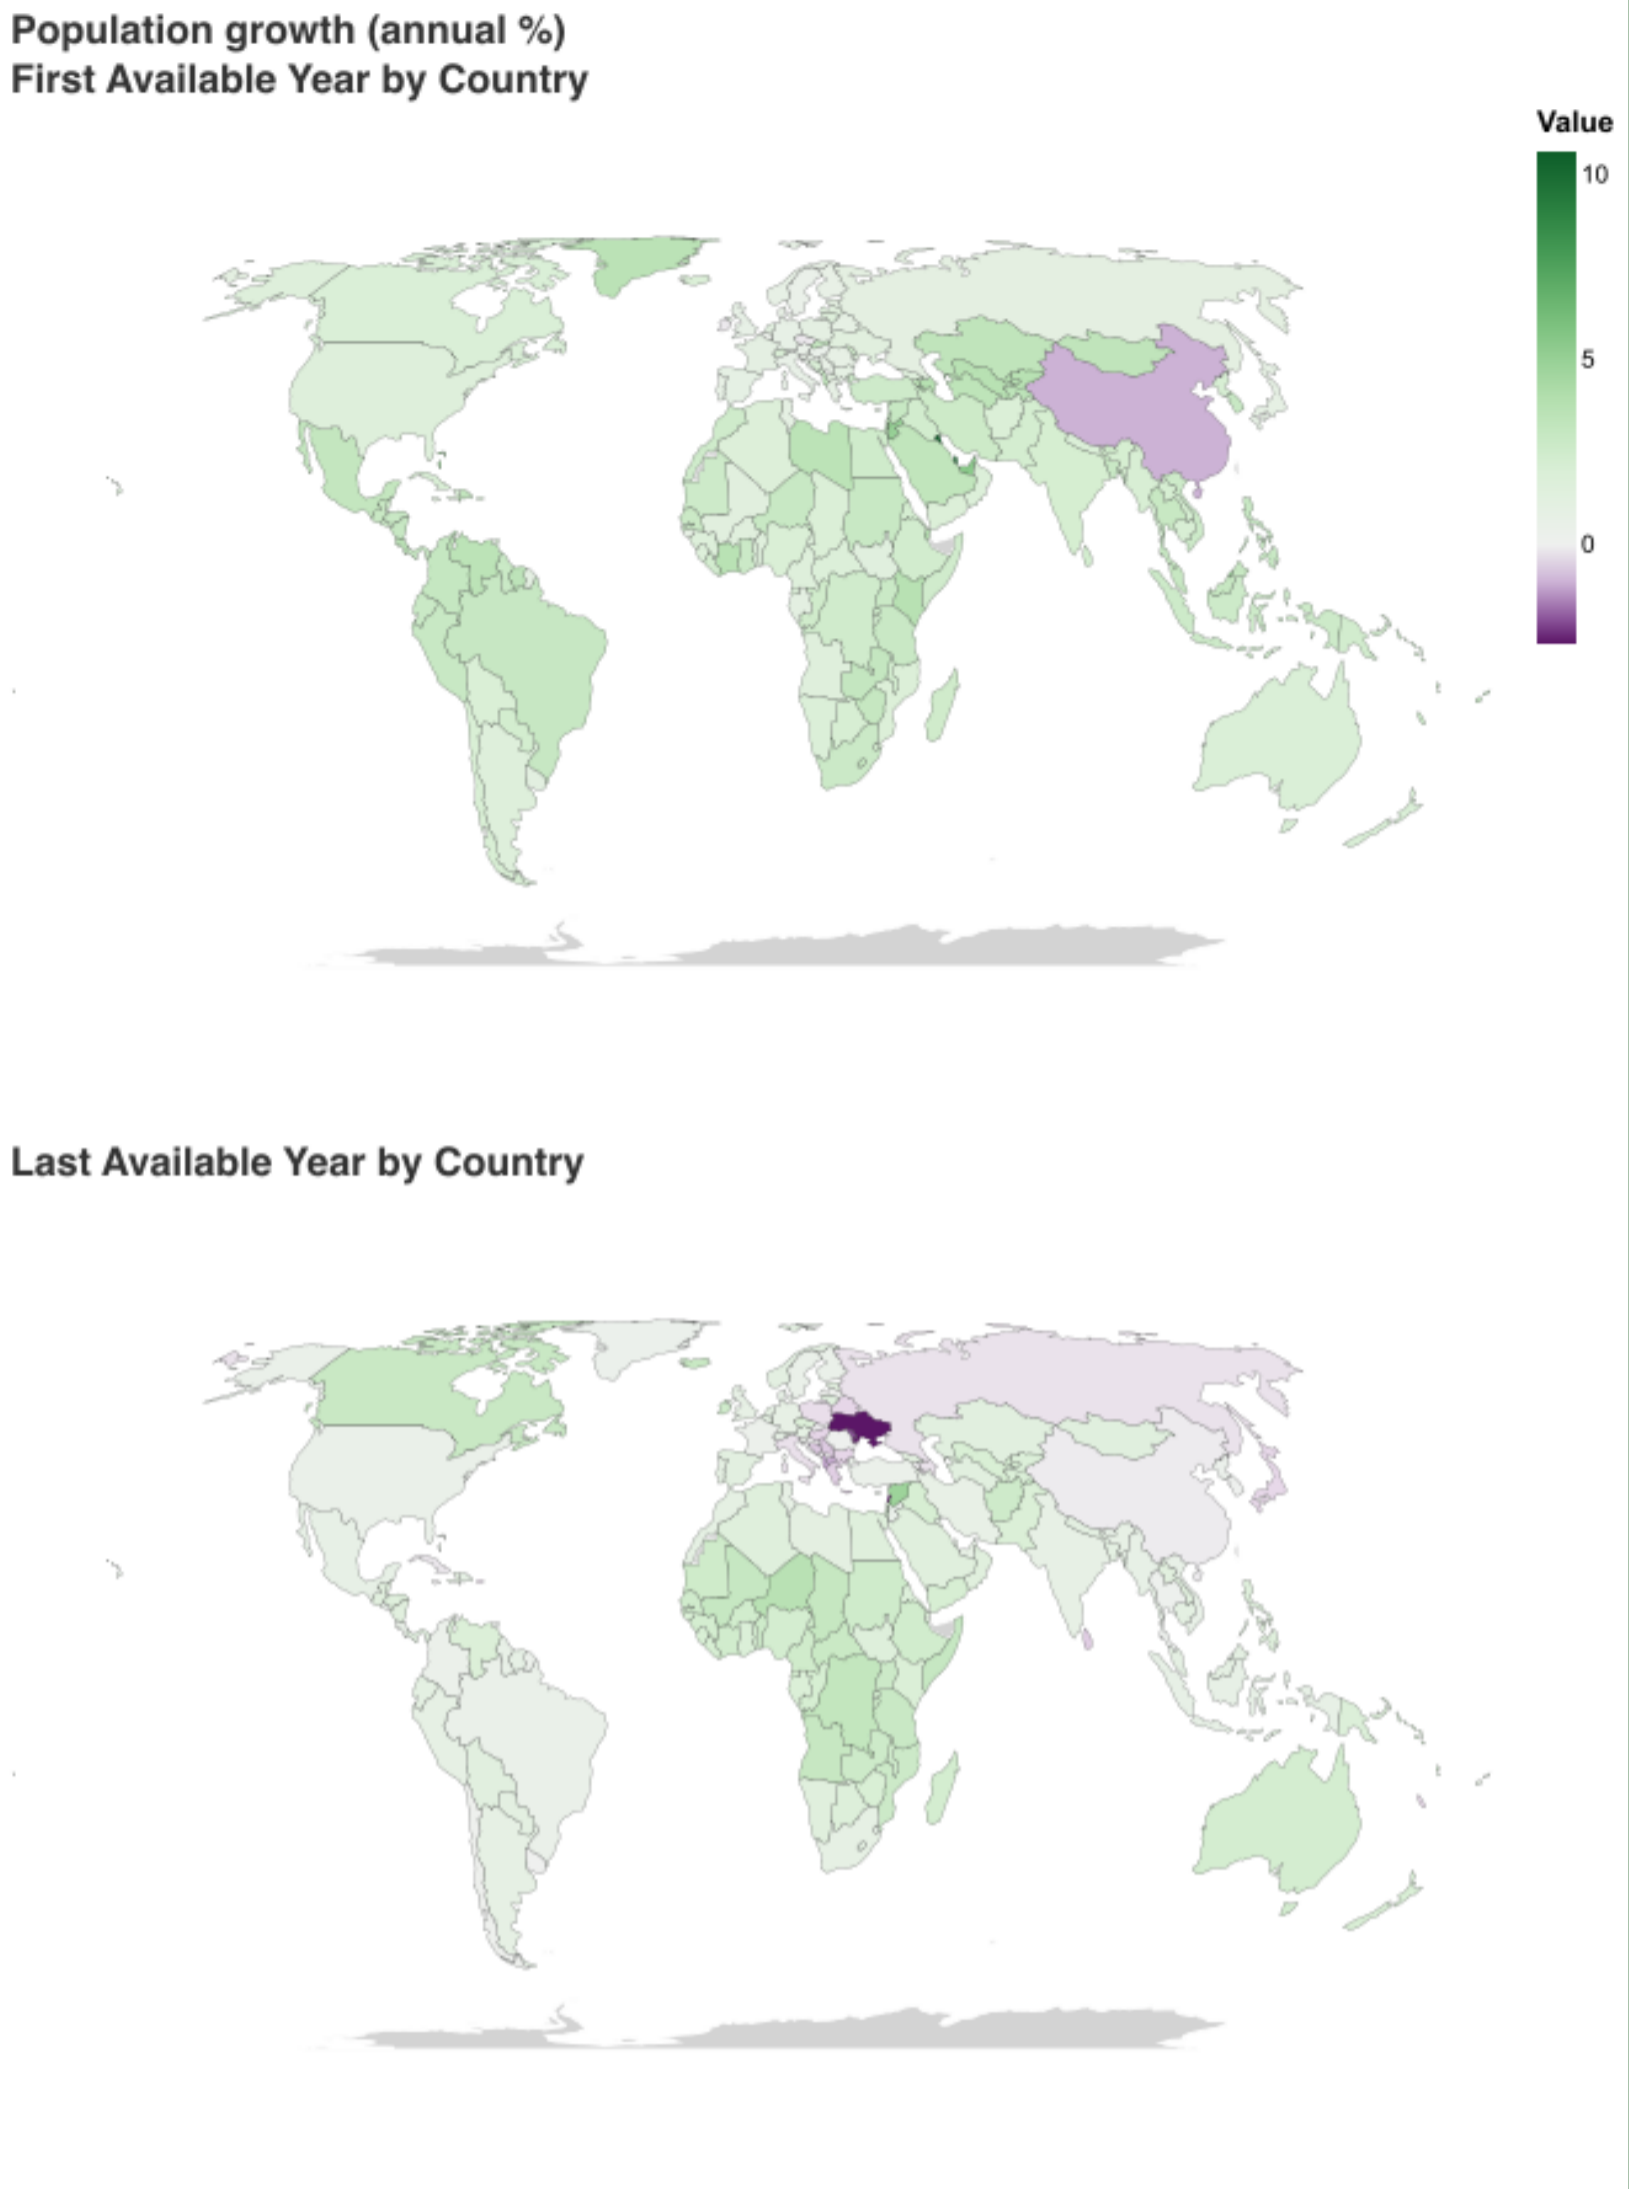 Population growth (annual %)
First Available Year by Country
Value
10
5
0
Last Available Year by Country